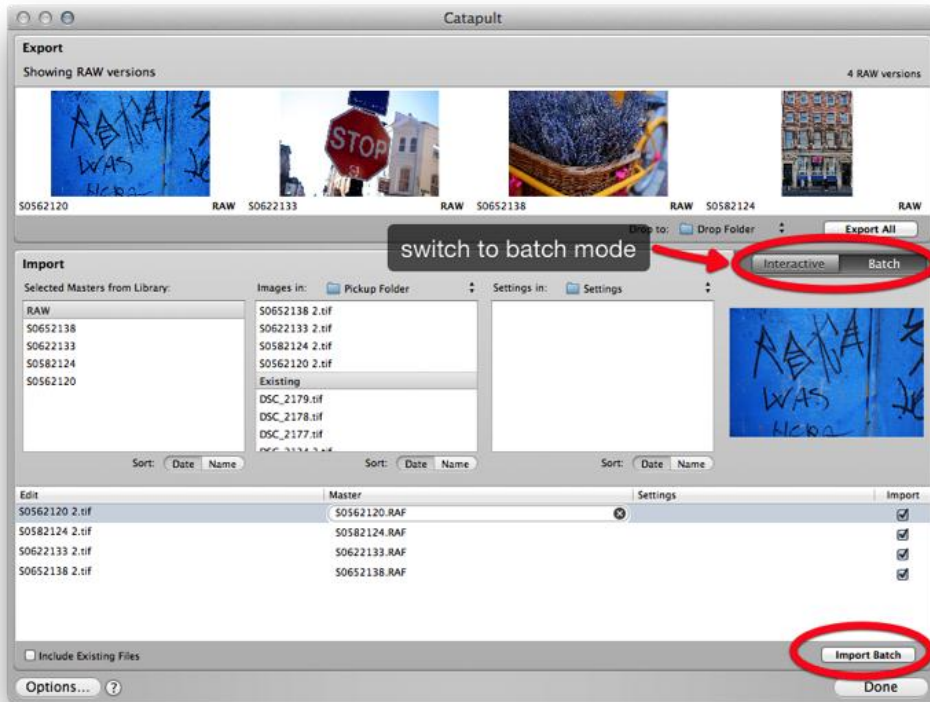 Catapult
Export
Showing RAW versions
4 RAW versions
STOP
S0562120 RAW S0622133 RAW S0652138 RAW S0582124 RAW
Drop to: Drop Folder Export All
switch to batch mode
Import
Interactive Batch
Selected Masters from Library:
Images in: Pickup Folder
Settings in: Settings
RAW
S0652138
S0622133
S0582124
S0562120
S0652138 2.tif
S0622133 2.tif
S0582124 2.tif
S0562120 2.tif
Existing
DSC_2179.tif
DSC_2178.tif
DSC_2177.tif
WAS
Sort: Date Name
Sort: Date Name
Sort: Date Name
Edit Master Settings Import
S0562120 2.tif S0562120.RAF
S0582124 2.tif S0582124.RAF
S0622133 2.tif S0622133.RAF
S0652138 2.tif S0652138.RAF
Include Existing Files
Import Batch
Options... ?
Done